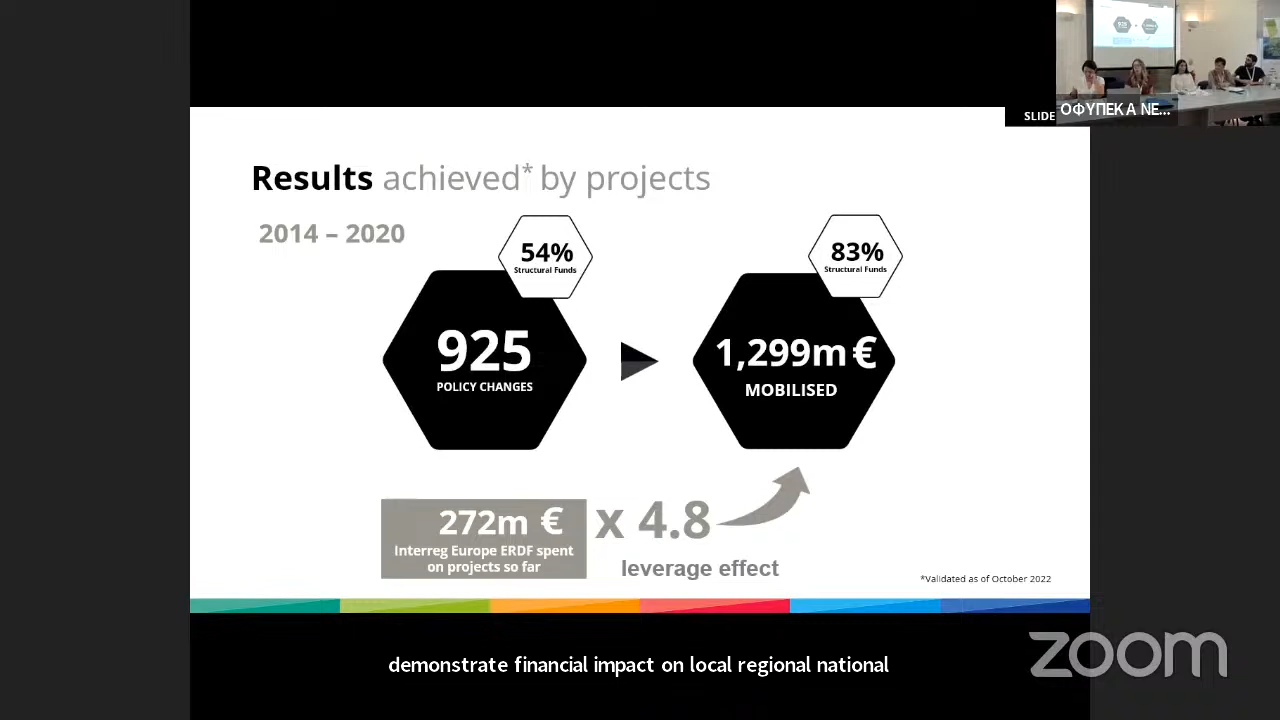 SLIDE
ΟΦΥΠΕΚΑ ΝΕ...
Results achieved* by projects
2014 – 2020
54%
Structural Funds
83%
Structural Funds
925
POLICY CHANGES
1,299m €
MOBILISED
272m €
Interreg Europe ERDF spent
on projects so far
x 4.8
leverage effect
*Validated as of October 2022
demonstrate financial impact on local regional national
zoom